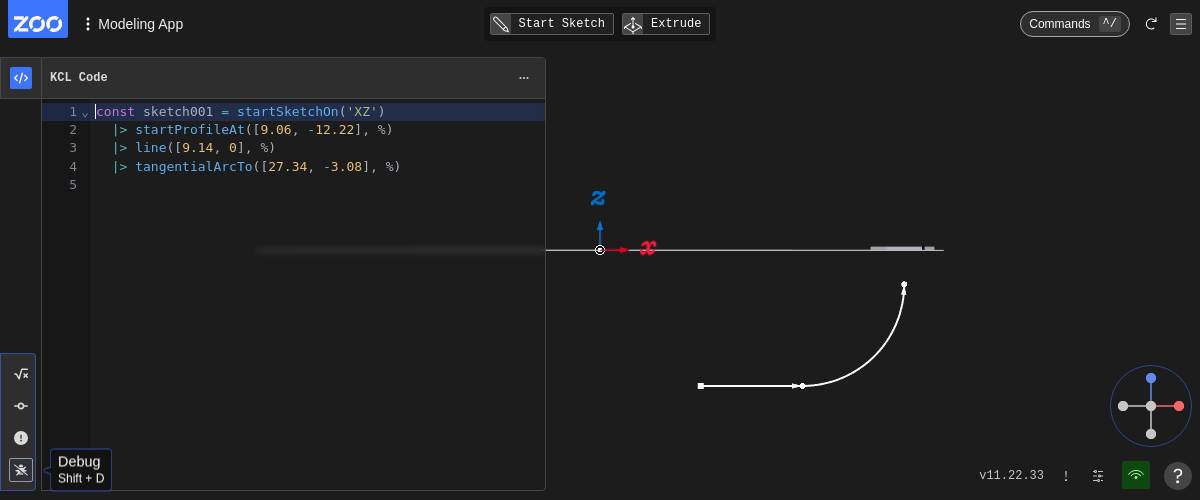 ZOO
Modeling App
Start Sketch
Extrude
Commands ^/
KCL Code
...
1 const sketch001 = startSketchOn('XZ')
2 |> startProfileAt([9.06, -12.22], %)
3 |> line([9.14, 0], %)
4 |> tangentialArcTo([27.34, -3.08], %)
5
z
x
Debug
Shift + D
v11.22.33
!
?